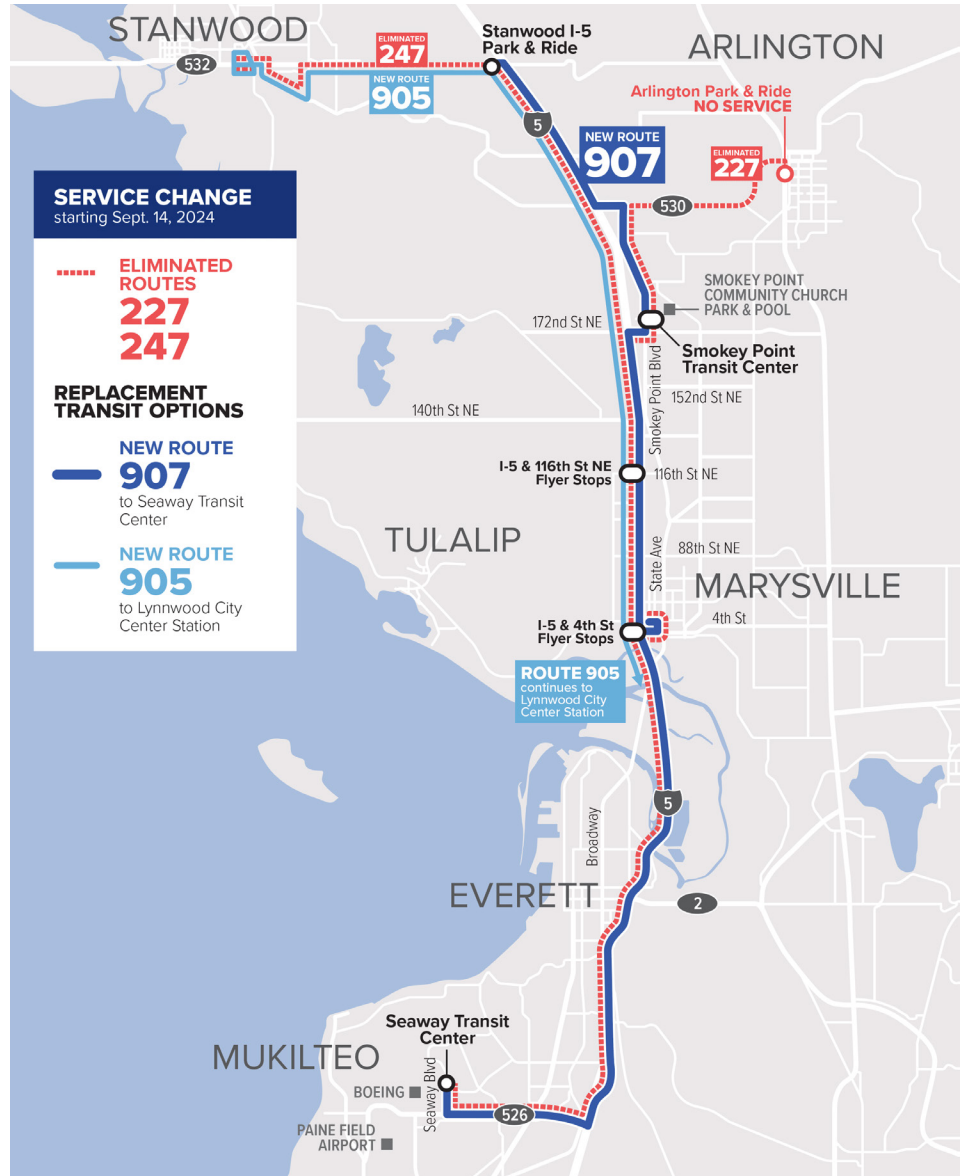 STANWOOD
532
ELIMINATED
247
NEW ROUTE
905
Stanwood I-5
Park & Ride
ARLINGTON
Arlington Park & Ride
NO SERVICE
5
NEW ROUTE
907
ELIMINATED
227
530
SERVICE CHANGE
starting Sept. 14, 2024
ELIMINATED
ROUTES
227
247
REPLACEMENT
TRANSIT OPTIONS
NEW ROUTE
907
to Seaway Transit
Center
NEW ROUTE
905
to Lynnwood City
Center Station
SMOKEY POINT
COMMUNITY CHURCH
PARK & POOL
172nd St NE
Smokey Point
Transit Center
Smokey Point Blvd
152nd St NE
140th St NE
I-5 & 116th St NE
Flyer Stops
116th St NE
TULALIP
State Ave
88th St NE
MARYSVILLE
4th St
I-5 & 4th St
Flyer Stops
ROUTE 905
continues to
Lynnwood City
Center Station
5
Broadway
EVERETT
2
Seaway Transit
Center
MUKILTEO
BOEING
Seaway Blvd
526
PAINE FIELD
AIRPORT